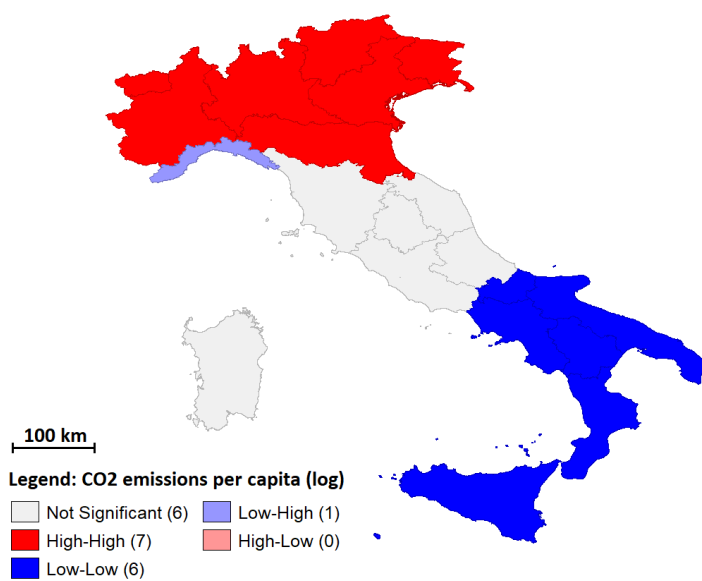 100 km
Legend: CO2 emissions per capita (log)
Not Significant (6) Low-High (1)
High-High (7) High-Low (0)
Low-Low (6)